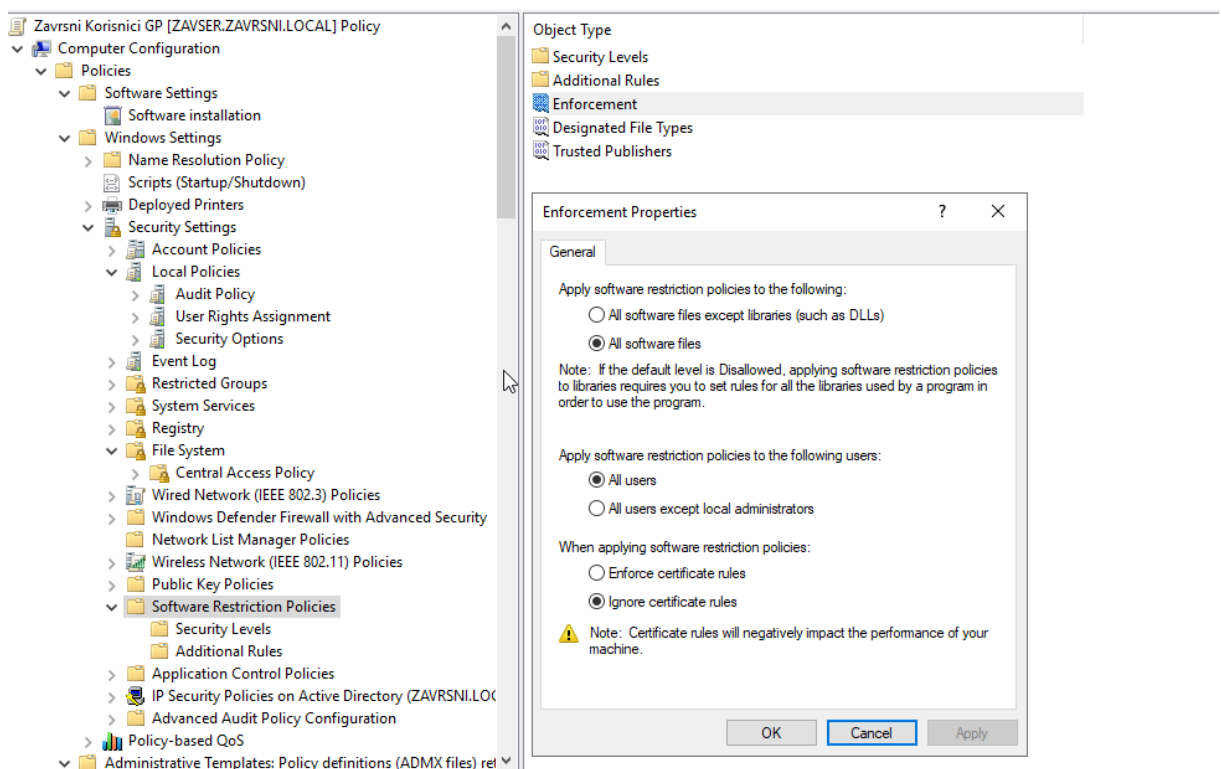 Zavrsni Korisnici GP [ZAVSER.ZAVRSNI.LOCAL] Policy
Computer Configuration
Policies
Software Settings
Software installation
Windows Settings
Name Resolution Policy
Scripts (Startup/Shutdown)
Deployed Printers
Security Settings
Account Policies
Local Policies
Audit Policy
User Rights Assignment
Security Options
Event Log
Restricted Groups
System Services
Registry
File System
Central Access Policy
Wired Network (IEEE 802.3) Policies
Windows Defender Firewall with Advanced Security
Network List Manager Policies
Wireless Network (IEEE 802.11) Policies
Public Key Policies
Software Restriction Policies
Security Levels
Additional Rules
Application Control Policies
IP Security Policies on Active Directory (ZAVRSNI.LOC
Advanced Audit Policy Configuration
Policy-based QoS
Administrative Templates: Policy definitions (ADMX files) ret
Object Type
Security Levels
Additional Rules
Enforcement
Designated File Types
Trusted Publishers
Enforcement Properties
?
General
Apply software restriction policies to the following:
All software files except libraries (such as DLLs)
All software files
Note: If the default level is Disallowed, applying software restriction policies
to libraries requires you to set rules for all the libraries used by a program in
order to use the program.
Apply software restriction policies to the following users:
All users
All users except local administrators
When applying software restriction policies:
Enforce certificate rules
Ignore certificate rules
Note: Certificate rules will negatively impact the performance of your
machine.
OK
Cancel
Apply